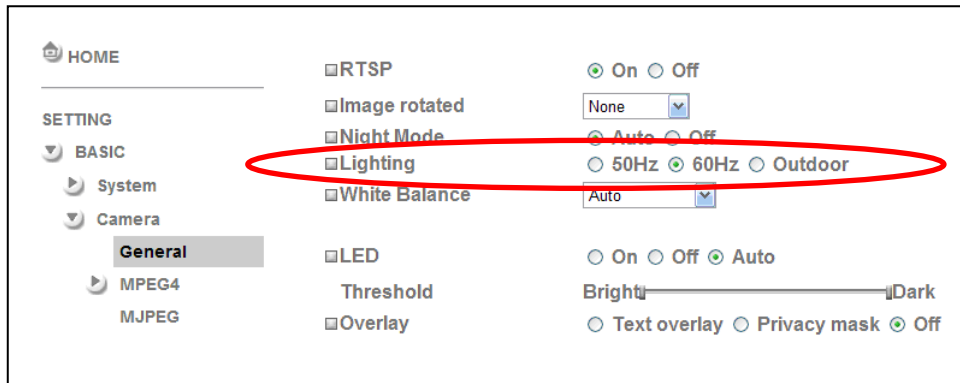 HOME
SETTING
BASIC
System
Camera
General
MPEG4
MJPEG
RTSP On Off
Image rotated None
Night Mode Auto Off
Lighting 50Hz 60Hz Outdoor
White Balance Auto
LED On Off Auto
Threshold Bright Dark
Overlay Text overlay Privacy mask Off